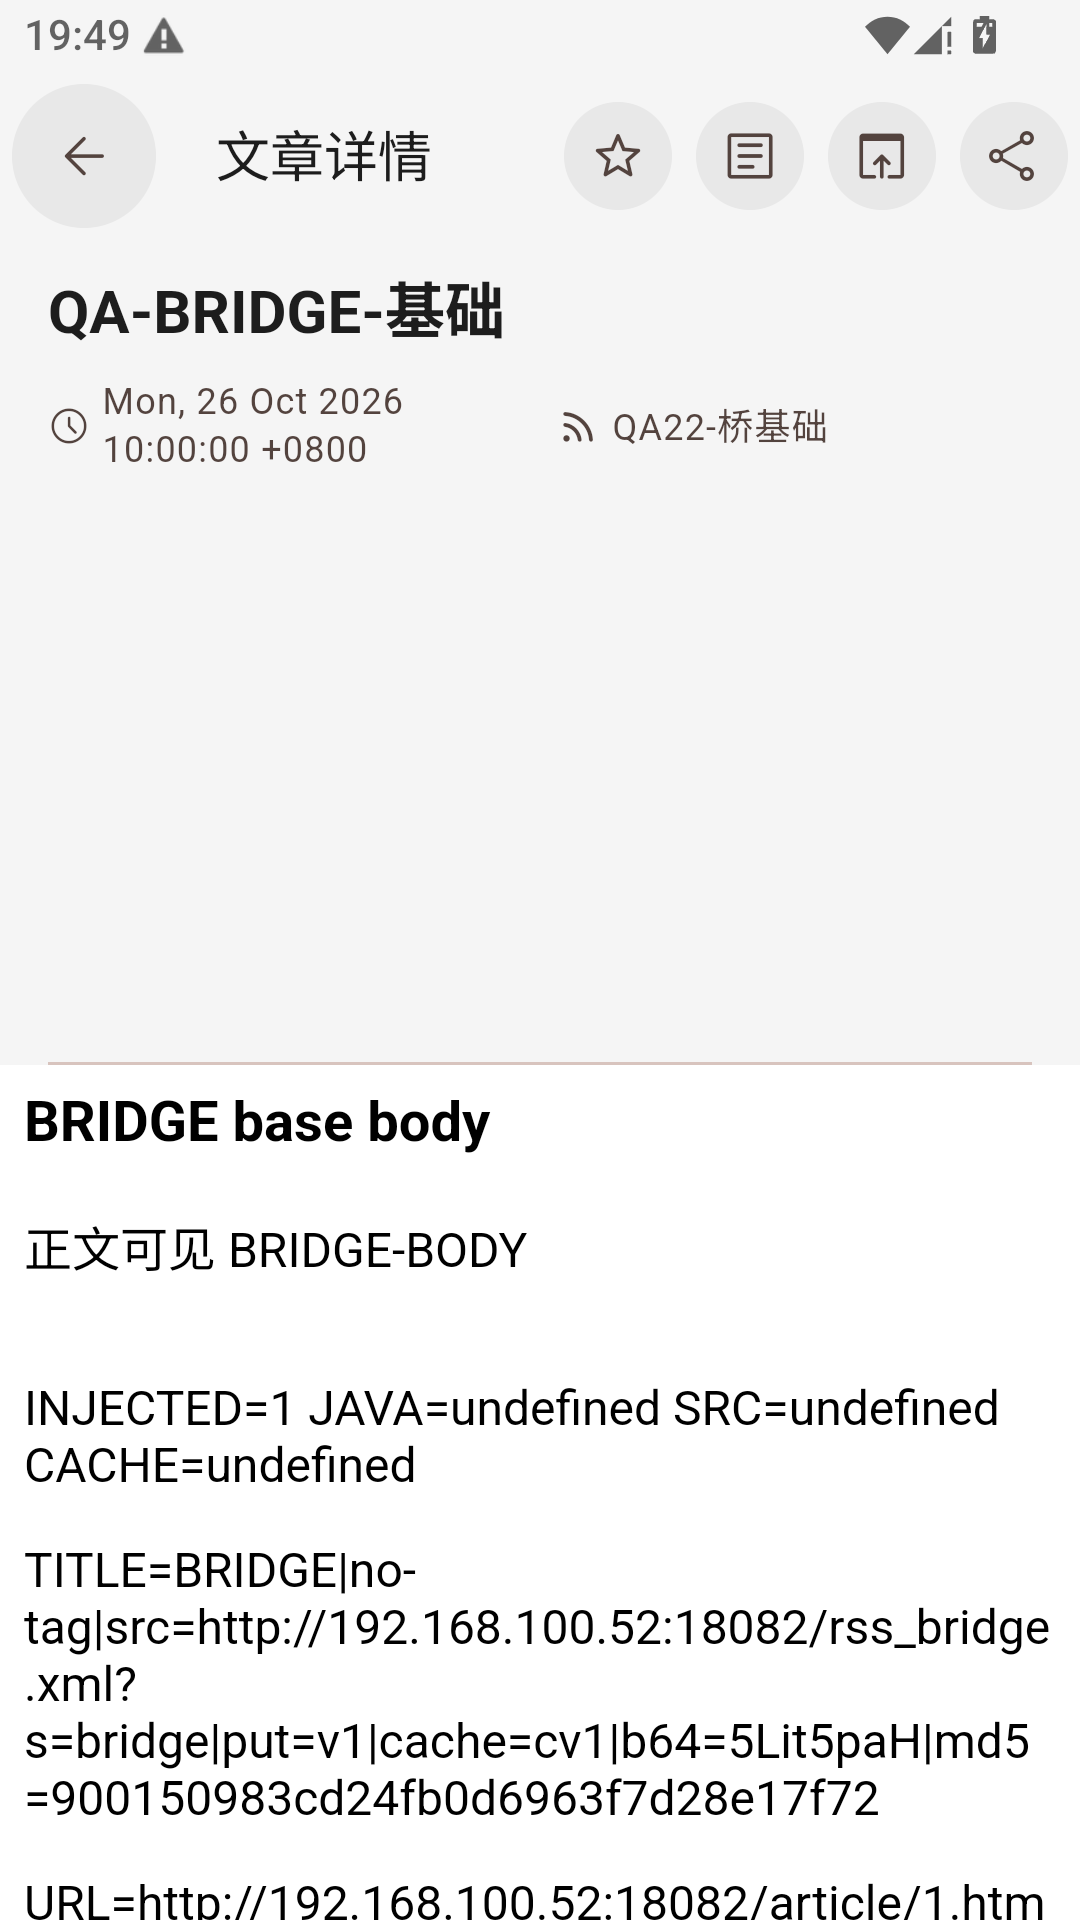 19:49
文章详情
QA-BRIDGE-基础
Mon, 26 Oct 2026
10:00:00 +0800
QA22-桥基础
BRIDGE base body
正文可见 BRIDGE-BODY
INJECTED=1 JAVA=undefined SRC=undefined
CACHE=undefined
TITLE=BRIDGE|no-
tag|src=http://192.168.100.52:18082/rss_bridge
.xml?
s=bridge|put=v1|cache=cv1|b64=5Lit5paH|md5
=900150983cd24fb0d6963f7d28e17f72
URL=http://192.168.100.52:18082/article/1.htm